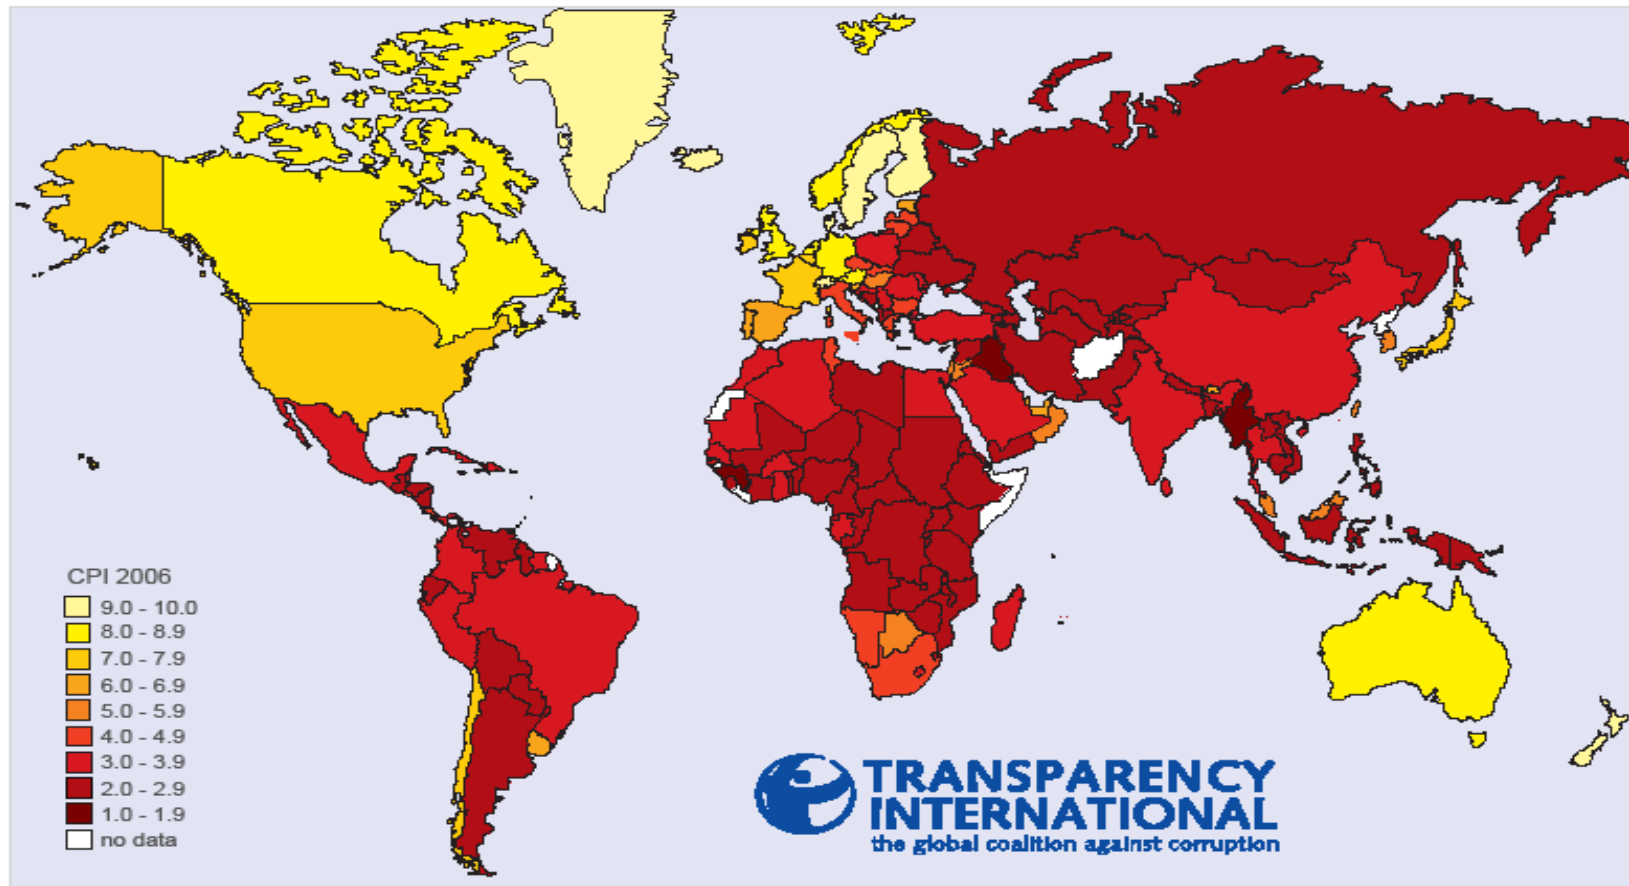 CPI 2006
9.0 - 10.0
8.0 - 8.9
7.0 - 7.9
6.0 - 6.9
5.0 - 5.9
4.0 - 4.9
3.0 - 3.9
2.0 - 2.9
1.0 - 1.9
no data
TRANSPARENCY
INTERNATIONAL
the global coalition against corruption